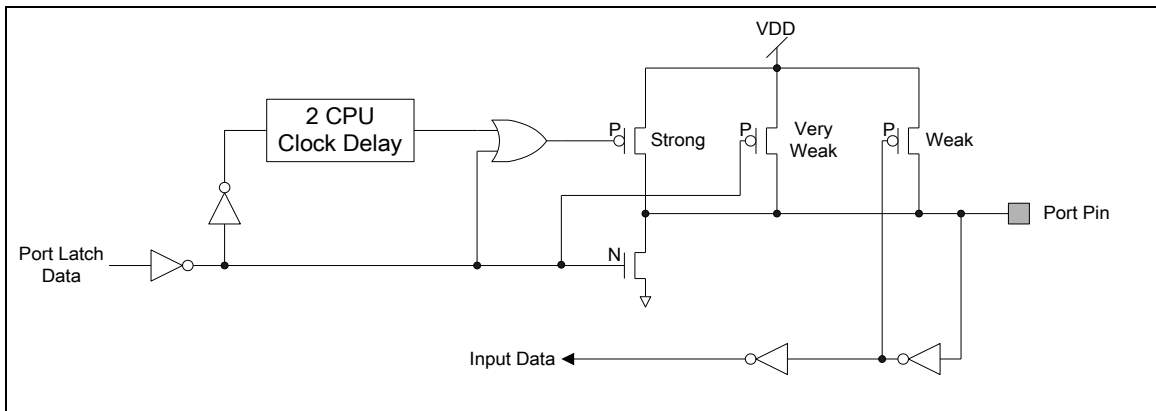 VDD
2 CPU
Clock Delay
P
Strong
P
Very
Weak
P
Weak
Port Pin
Port Latch
Data
N
Input Data